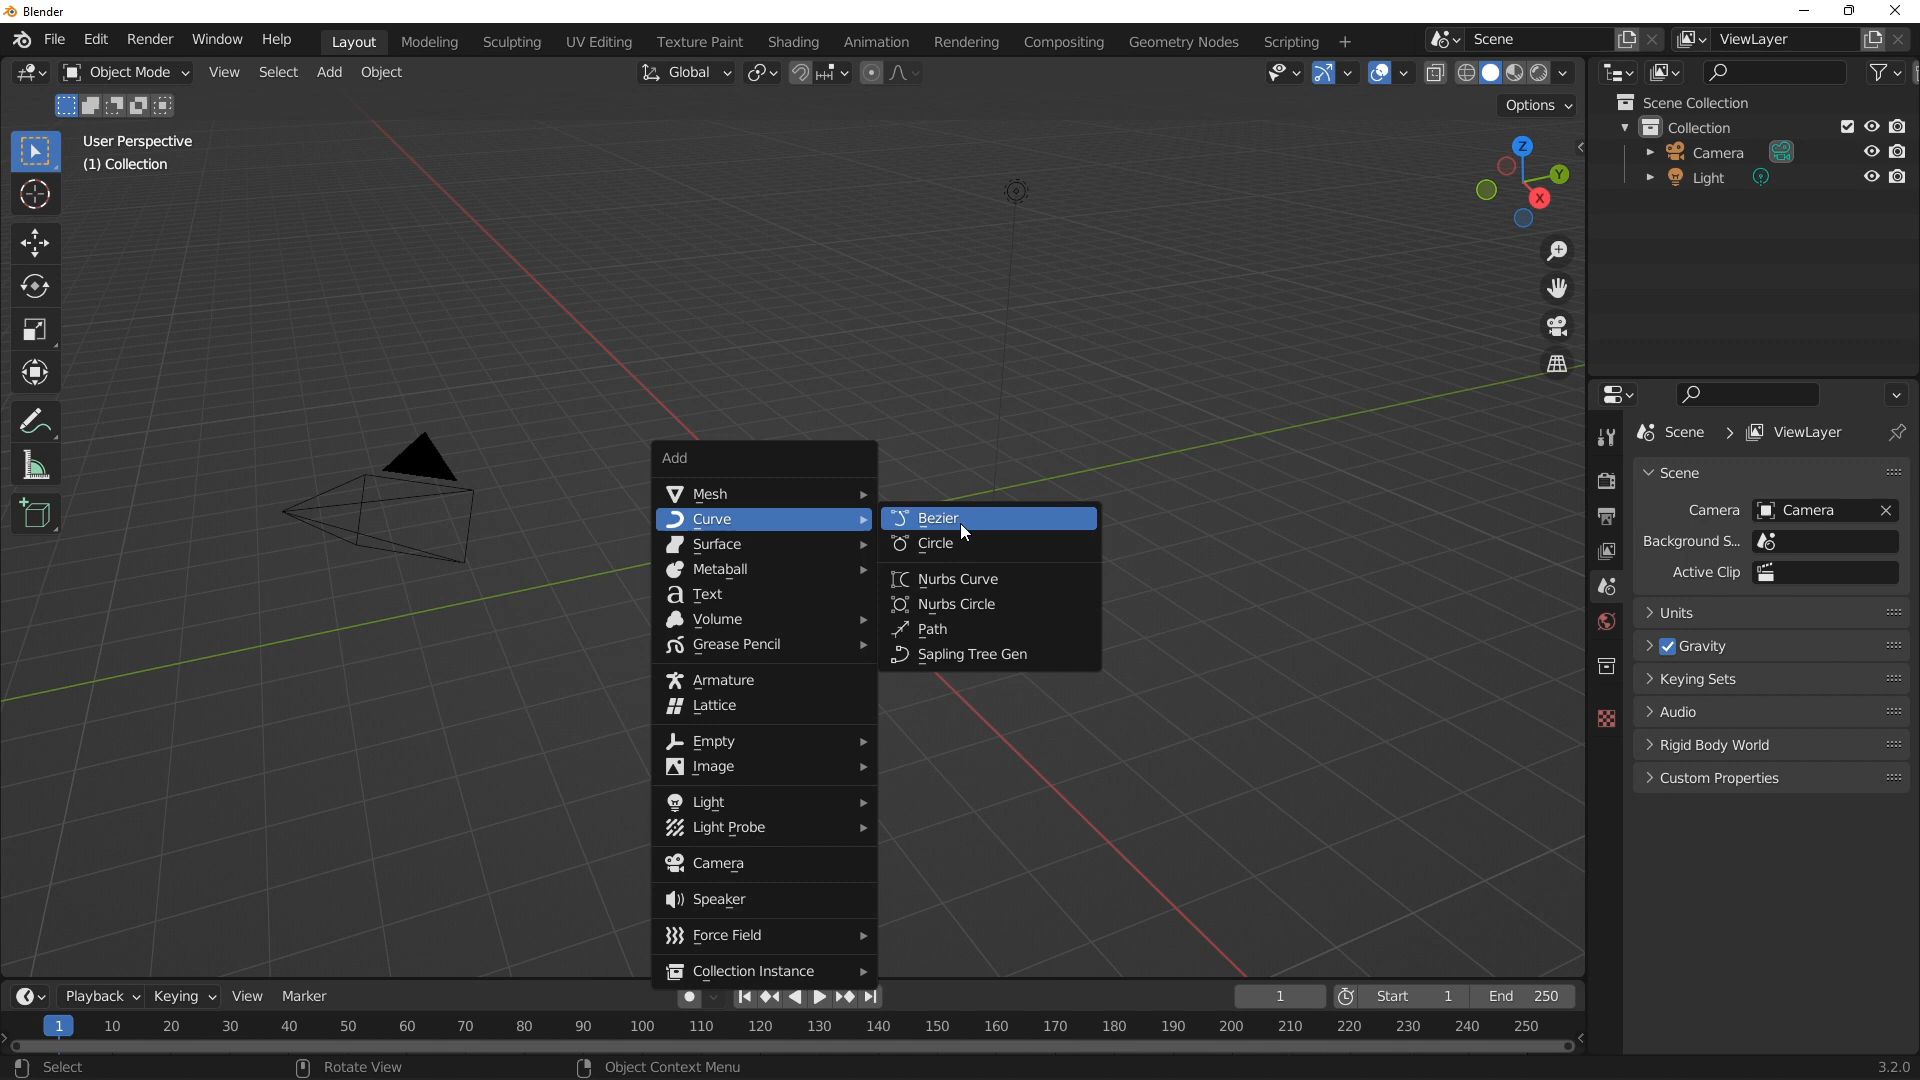 Blender
File Edit Render Window Help Layout Modeling Sculpting UV Editing Texture Paint Shading Animation Rendering Compositing Geometry Nodes Scripting + Scene ViewLayer
Object Mode View Select Add Object Global
Options
User Perspective
(1) Collection
Z
Y
X
Scene Collection
Collection
Camera
Light
Add
Mesh
Curve
Surface
Metaball
Text
Volume
Grease Pencil
Armature
Lattice
Empty
Image
Light
Light Probe
Camera
Speaker
Force Field
Collection Instance
Bezier
Circle
Nurbs Curve
Nurbs Circle
Path
Sapling Tree Gen
Scene ViewLayer
Scene
Camera Camera
Background S...
Active Clip
Units
Gravity
Keying Sets
Audio
Rigid Body World
Custom Properties
Playback Keying View Marker 1 Start 1 End 250
1 10 20 30 40 50 60 70 80 90 100 110 120 130 140 150 160 170 180 190 200 210 220 230 240 250
Select Rotate View Object Context Menu 3.2.0